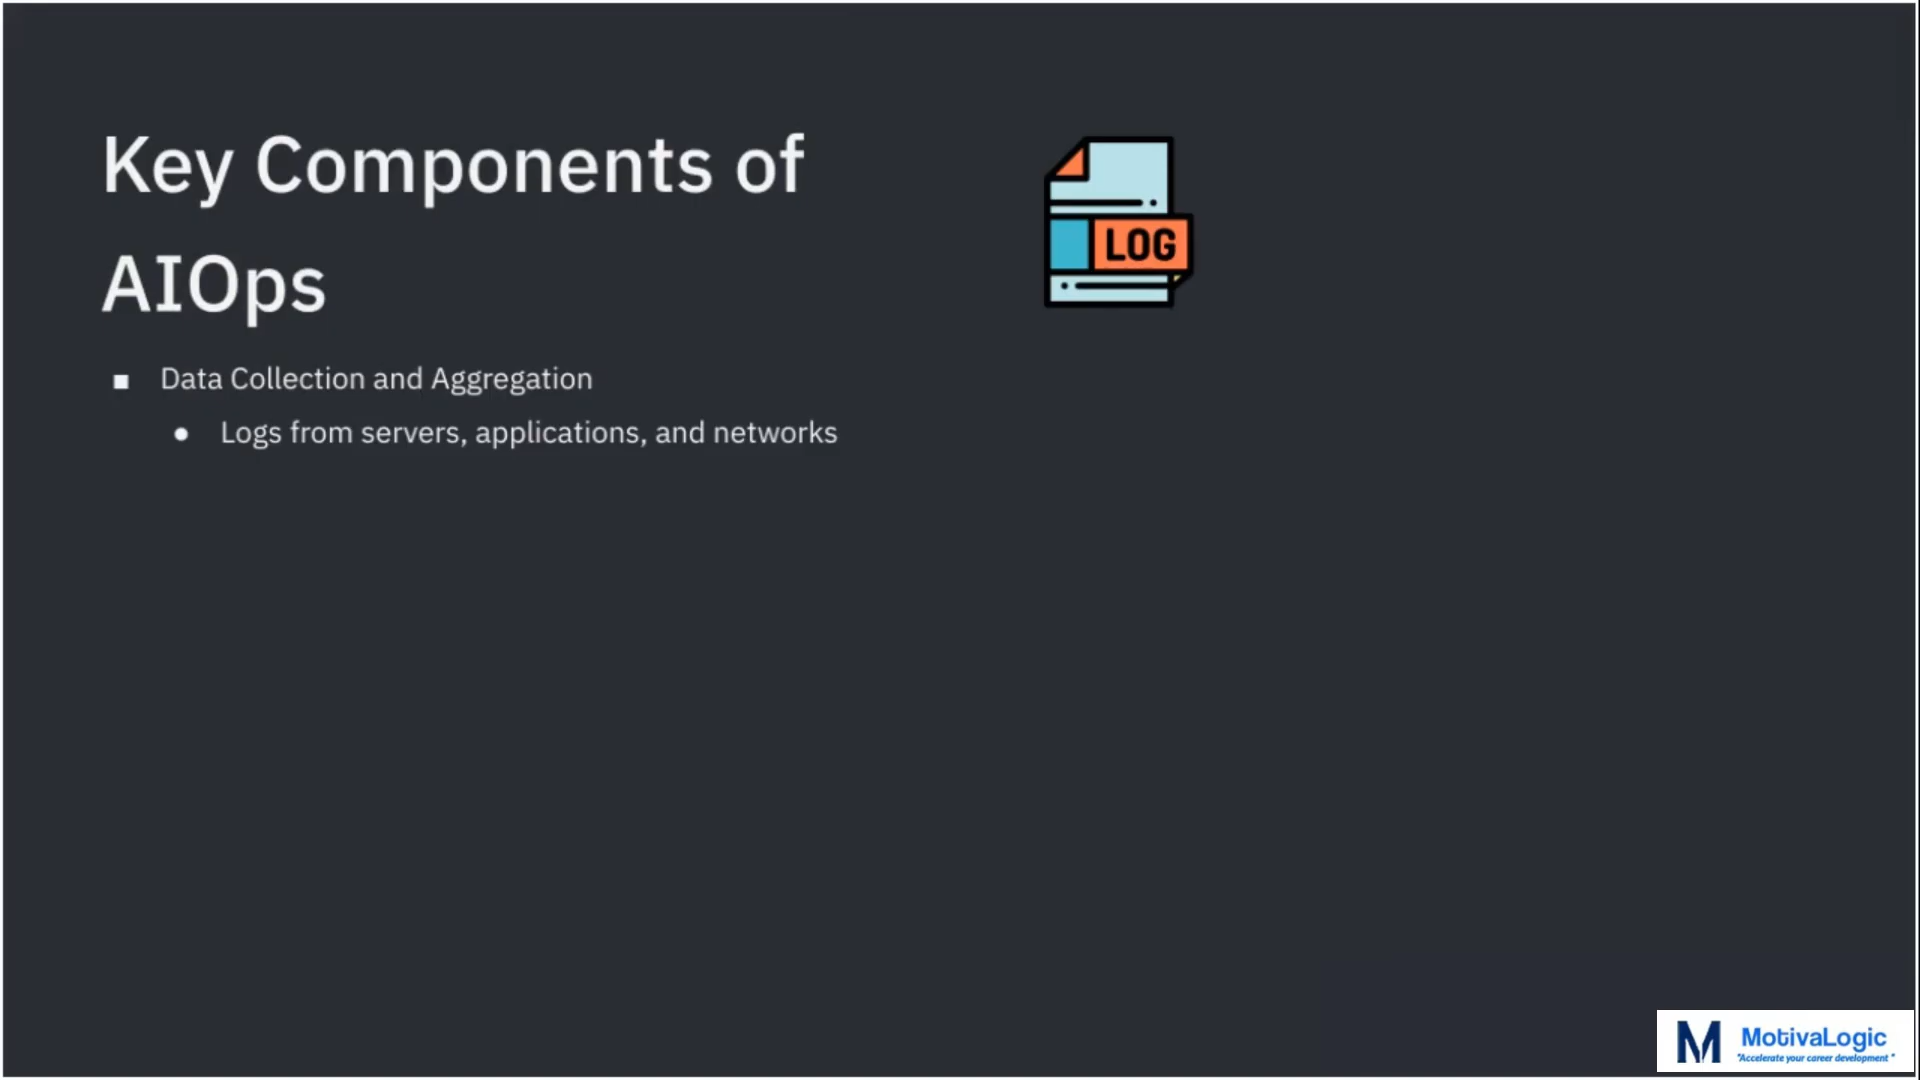 Key Components of
AIOps
LOG
■ Data Collection and Aggregation
● Logs from servers, applications, and networks
M MotivaLogic
"Accelerate your career development"